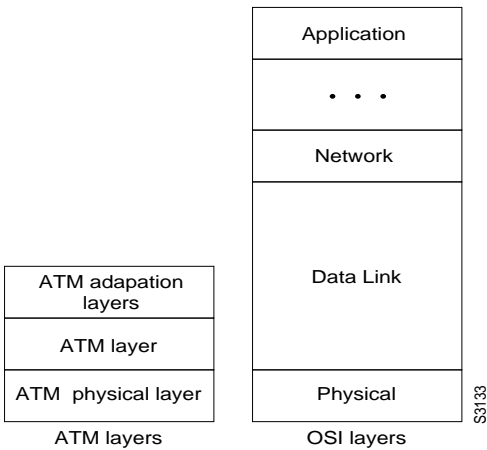 Application
. . .
Network
Data Link
Physical
OSI layers
ATM adapation
layers
ATM layer
ATM physical layer
ATM layers
S3133